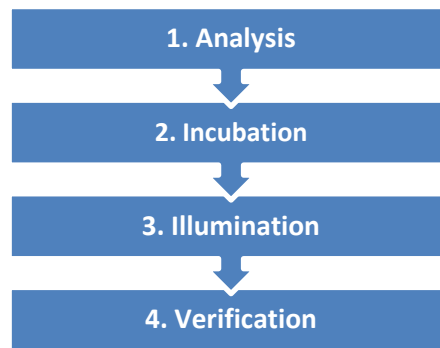 1. Analysis
2. Incubation
3. Illumination
4. Verification